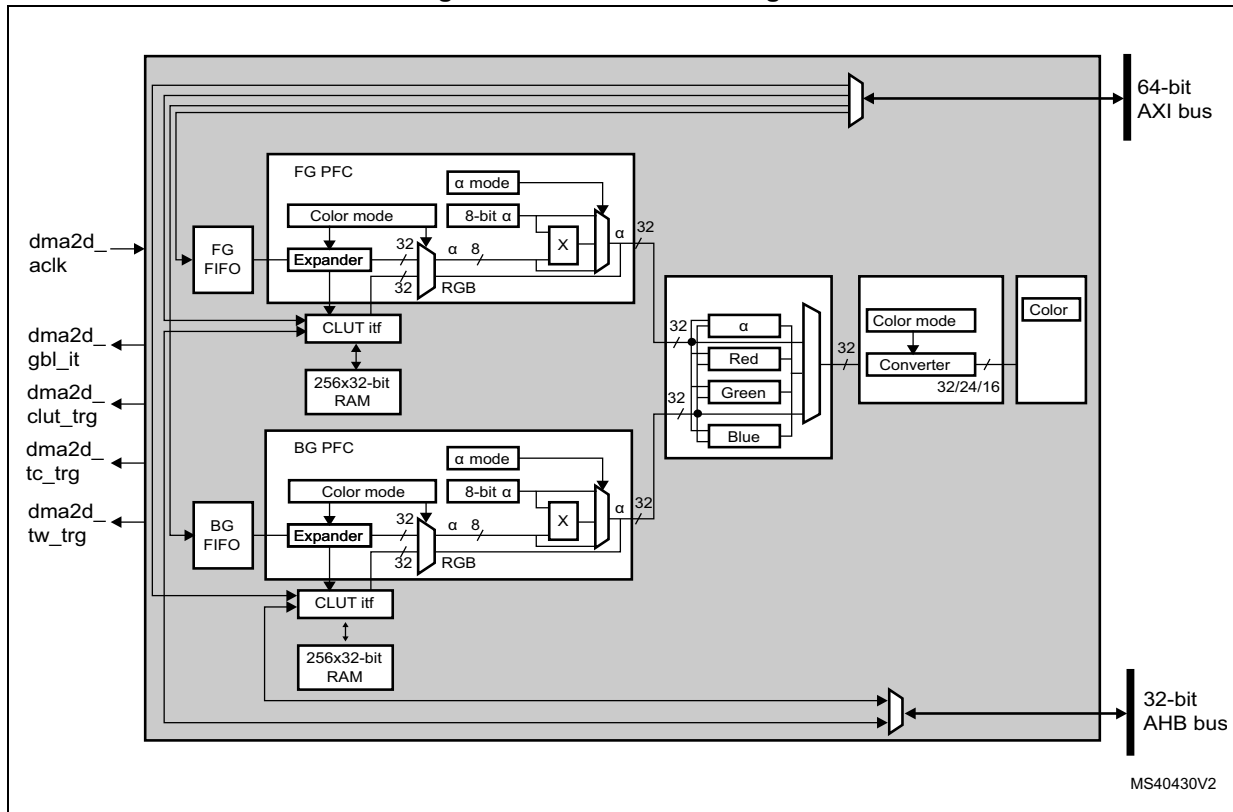 64-bit
AXI bus
FG PFC
α mode
Color mode
8-bit α
32
dma2d_
aclk
FG
FIFO
Expander
32
α
8
X
α
32
RGB
CLUT itf
256x32-bit
RAM
dma2d_
gbl_it
dma2d_
clut_trg
dma2d_
tc_trg
dma2d_
tw_trg
32
α
Red
32
Green
Blue
32
Color mode
Converter
32/24/16
Color
BG PFC
α mode
Color mode
8-bit α
BG
FIFO
Expander
32
α
8
X
α
32
32
RGB
CLUT itf
256x32-bit
RAM
32-bit
AHB bus
MS40430V2